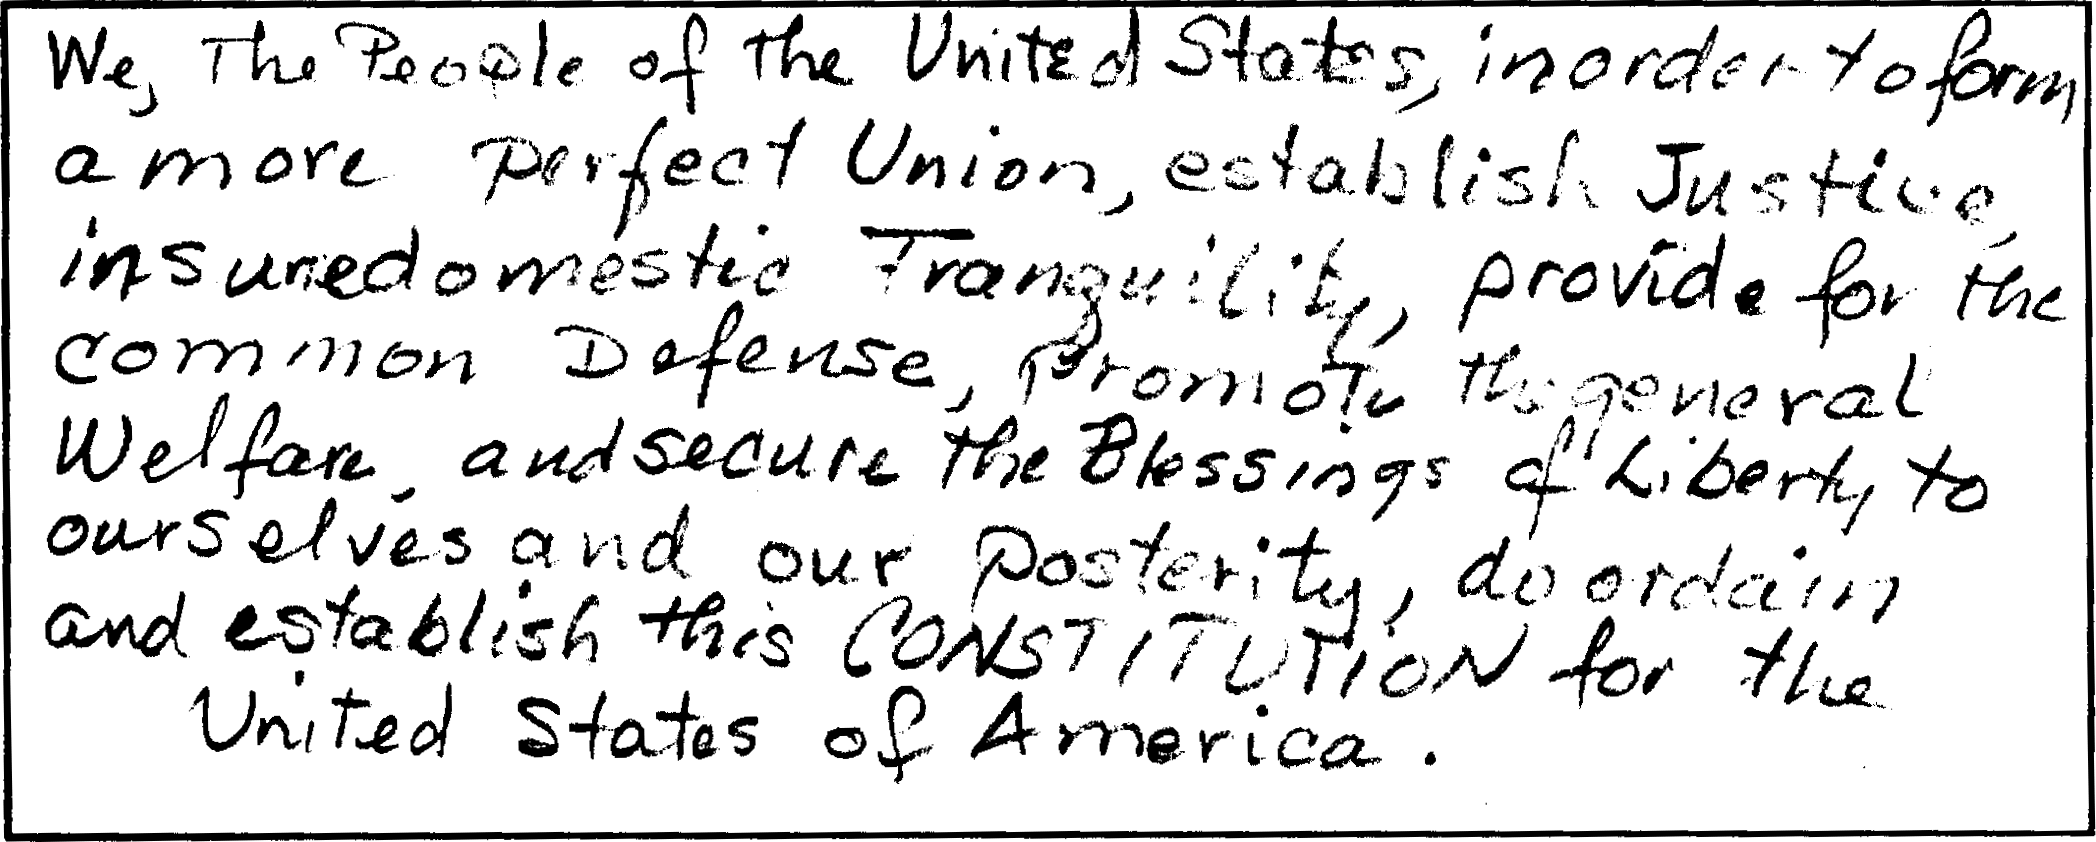 We, The People of the United States, in order to form
a more perfect Union, establish Justice,
insure domestic Tranquility, provide for the
common Defense, promote the general
Welfare, and secure the Blessings of Liberty to
ourselves and our posterity, do ordain
and establish this CONSTITUTION for the
United States of America.